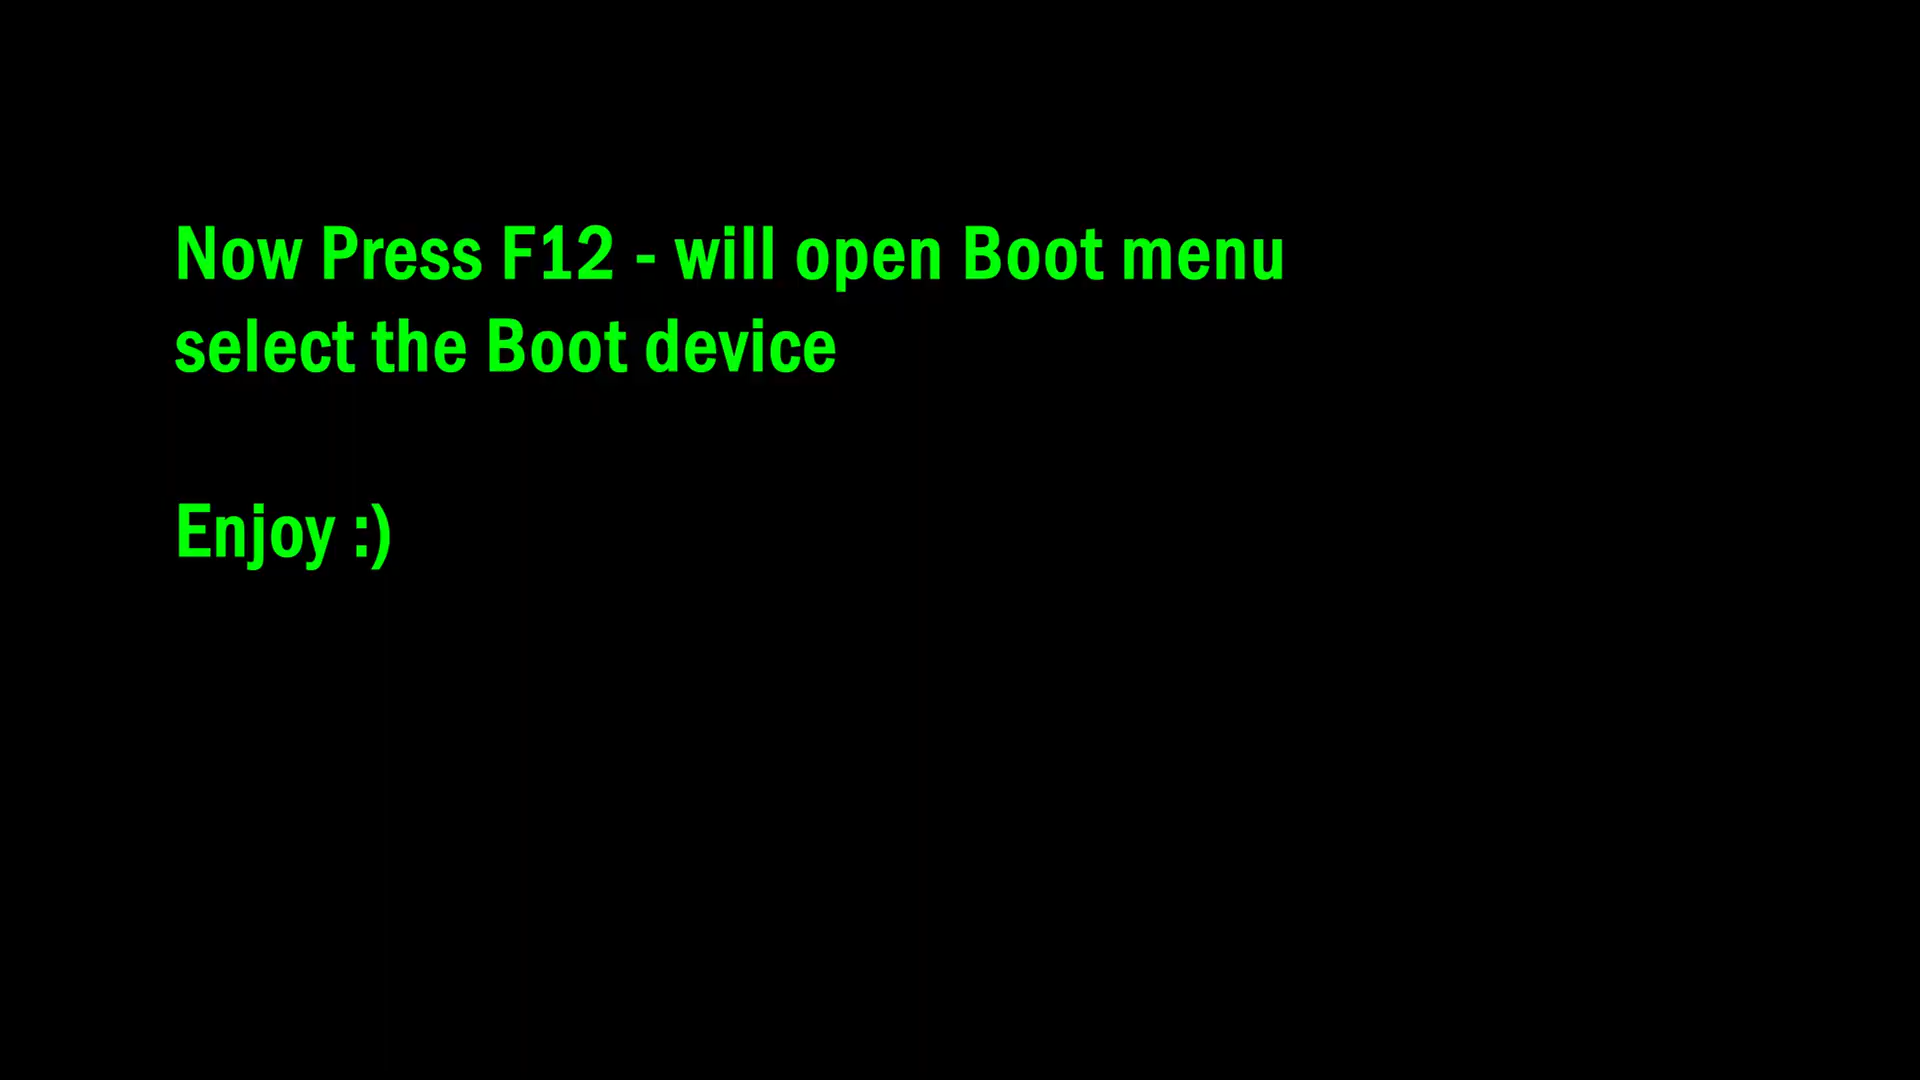 Now Press F12 - will open Boot menu
select the Boot device
Enjoy :)